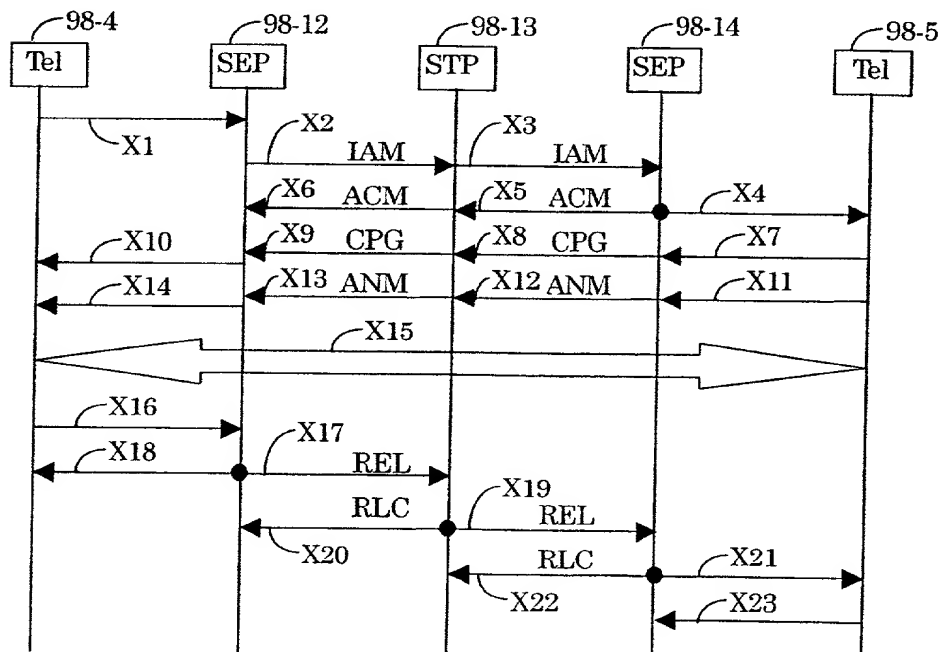 98-4 98-12 98-13 98-14 98-5
Tel SEP STP SEP Tel
X1
X2 IAM X3 IAM
X6 ACM X5 ACM X4
X10 X9 CPG X8 CPG X7
X14 X13 ANM X12 ANM X11
X15
X16
X18 X17 REL
RLC X19 REL
X20
RLC X21
X22 X23